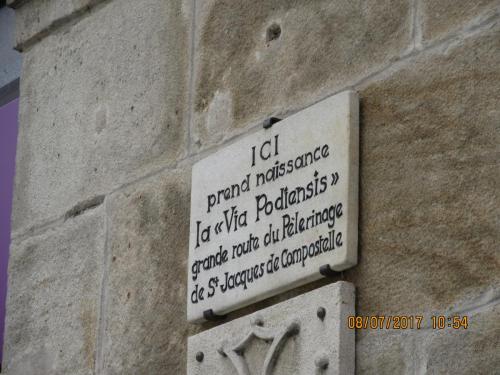 ICI
prend naissance
la « Via Podiensis »
grande route du Pèlerinage
de St Jacques de Compostelle
08/07/2017 10:54